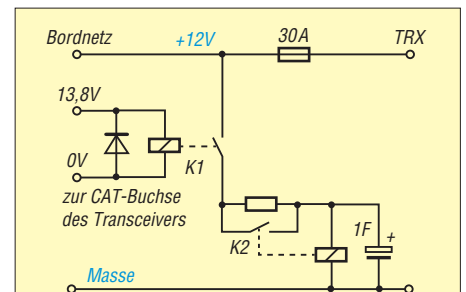 Bordnetz +12V 30A TRX
13,8V
K1
0V
zur CAT-Buchse
des Transceivers
1F +
K2
Masse